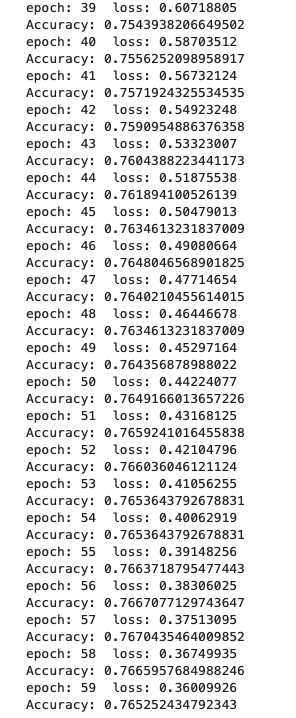 epoch: 39  loss: 0.60718805
Accuracy: 0.7543938206649502
epoch: 40  loss: 0.58703512
Accuracy: 0.7556252098958917
epoch: 41  loss: 0.56732124
Accuracy: 0.7571924325534535
epoch: 42  loss: 0.54923248
Accuracy: 0.7590954886376358
epoch: 43  loss: 0.53323007
Accuracy: 0.7604388223441173
epoch: 44  loss: 0.51875538
Accuracy: 0.761894100526139
epoch: 45  loss: 0.50479013
Accuracy: 0.7634613231837009
epoch: 46  loss: 0.49080664
Accuracy: 0.7648046568901825
epoch: 47  loss: 0.47714654
Accuracy: 0.7640210455614015
epoch: 48  loss: 0.46446678
Accuracy: 0.7634613231837009
epoch: 49  loss: 0.45297164
Accuracy: 0.764356878988022
epoch: 50  loss: 0.44224077
Accuracy: 0.7649166013657226
epoch: 51  loss: 0.43168125
Accuracy: 0.7659241016455838
epoch: 52  loss: 0.42104796
Accuracy: 0.766036046121124
epoch: 53  loss: 0.41056255
Accuracy: 0.7653643792678831
epoch: 54  loss: 0.40062919
Accuracy: 0.7653643792678831
epoch: 55  loss: 0.39148256
Accuracy: 0.7663718795477443
epoch: 56  loss: 0.38306025
Accuracy: 0.7667077129743647
epoch: 57  loss: 0.37513095
Accuracy: 0.7670435464009852
epoch: 58  loss: 0.36749935
Accuracy: 0.7665957684988246
epoch: 59  loss: 0.36009926
Accuracy: 0.765252434792343